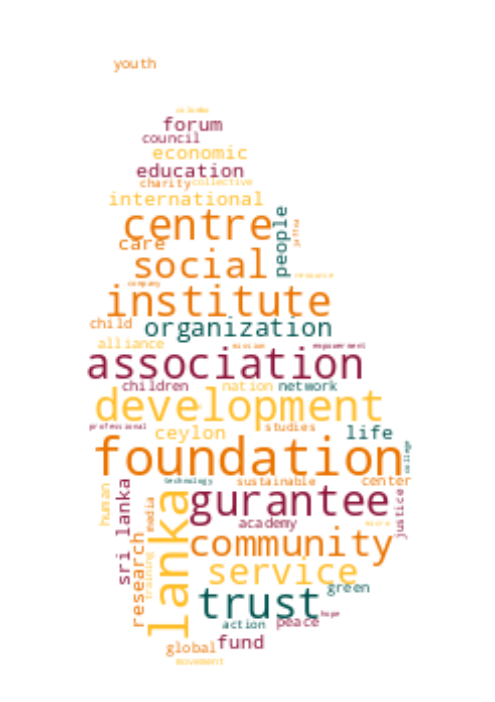 youth
colombo
forum
council
economic
education
charity collective
international
centre
people
jaffna
care
social
resource
company
institute
child
organization
alliance
mission
empowerment
association
children
nation
network
development
professional
ceylon
studies
life
foundation
college
technology
sustainable
center
human
sri lanka
media
lanka
gurantee
justice
academy
micro
research
training
community
service
green
trust
hope
action
peace
fund
global
movement